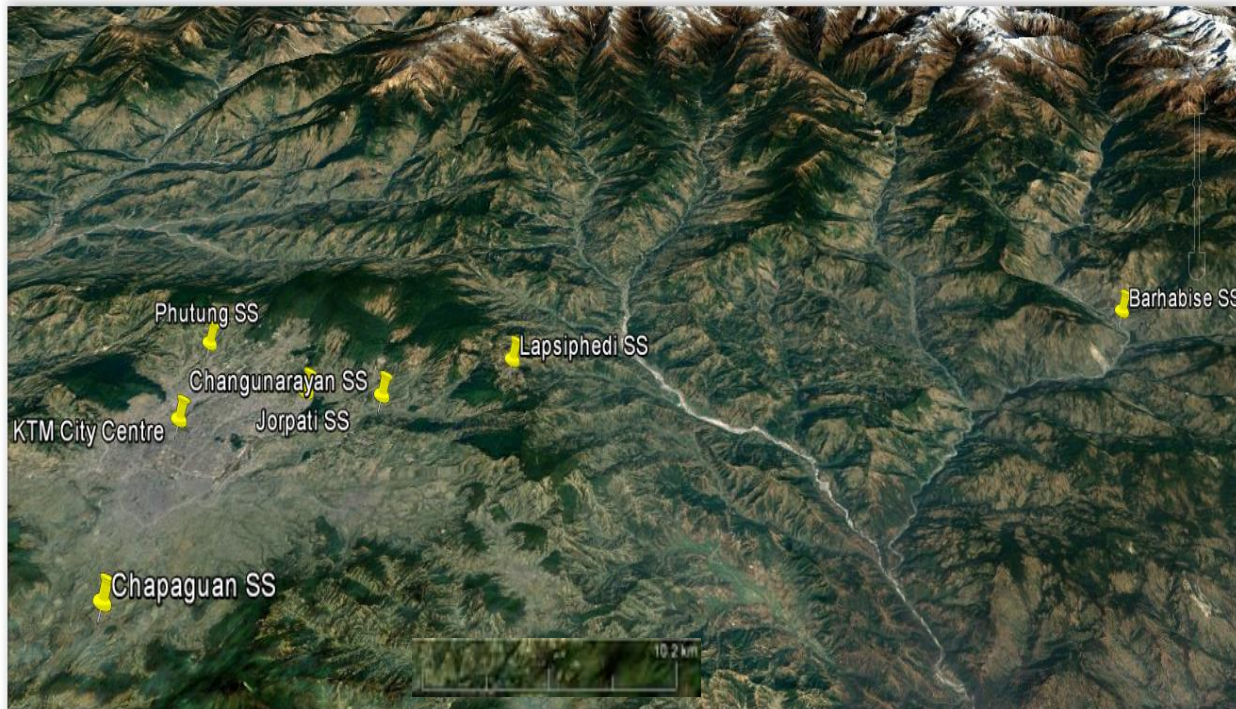 Barhabise SS
Phutung SS
Lapsiphedi SS
Changunarayan SS
Jorpati SS
KTM City Centre
Chapaguan SS
10.2 km